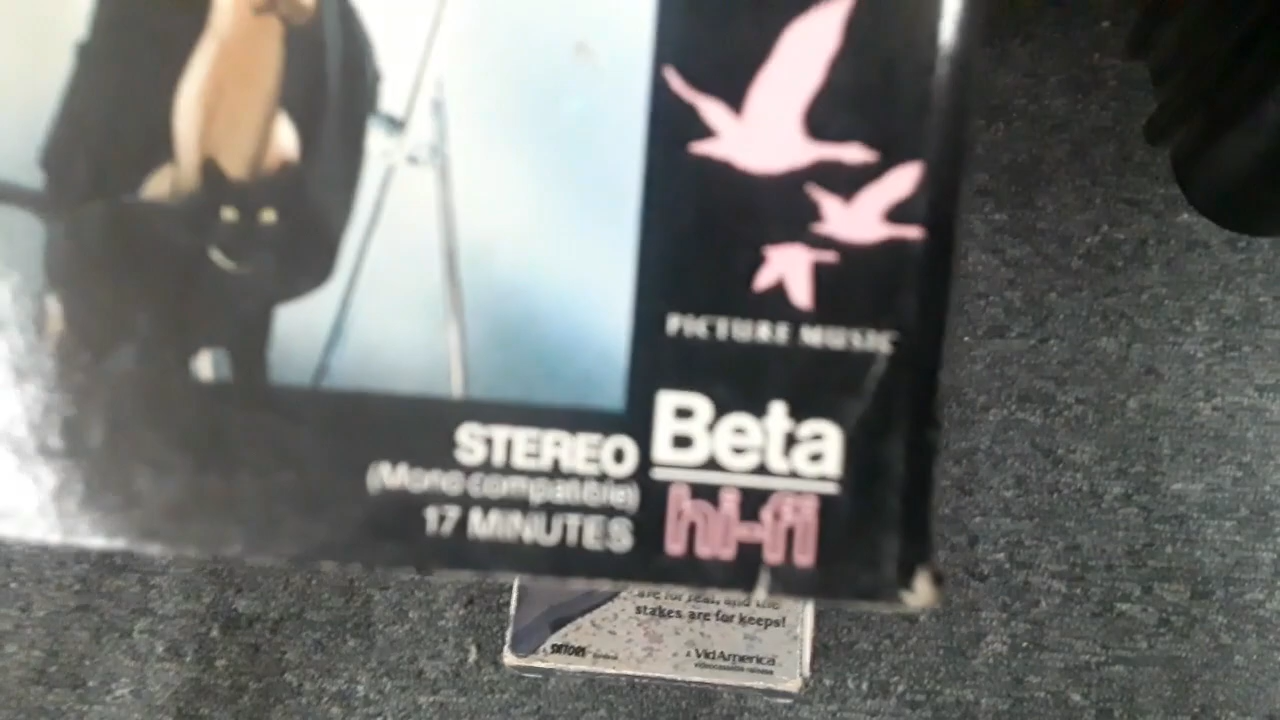 PICTURE MUSIC
Beta
hi-fi
STEREO
(Mono compatible)
17 MINUTES
are for real, and the
stakes are for keeps!
VidAmerica